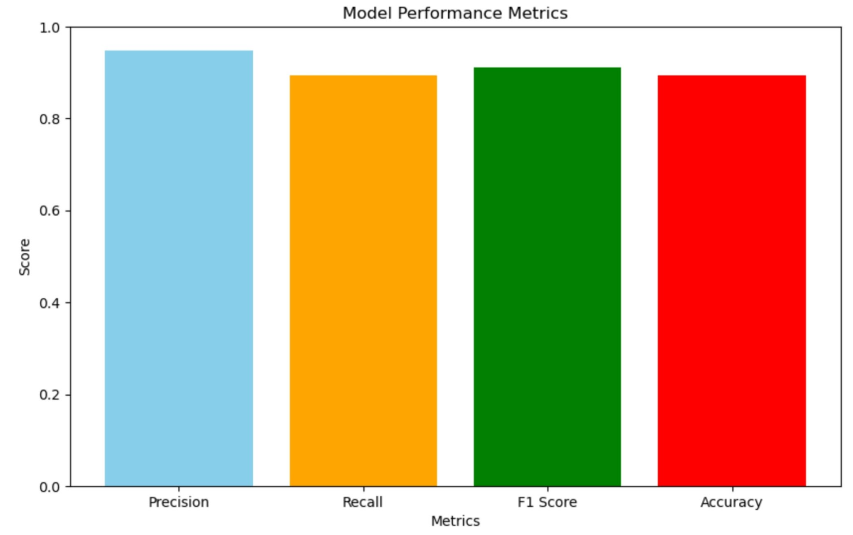 Model Performance Metrics
1.0
0.8
0.6
0.4
0.2
0.0
Score
Precision Recall F1 Score Accuracy
Metrics